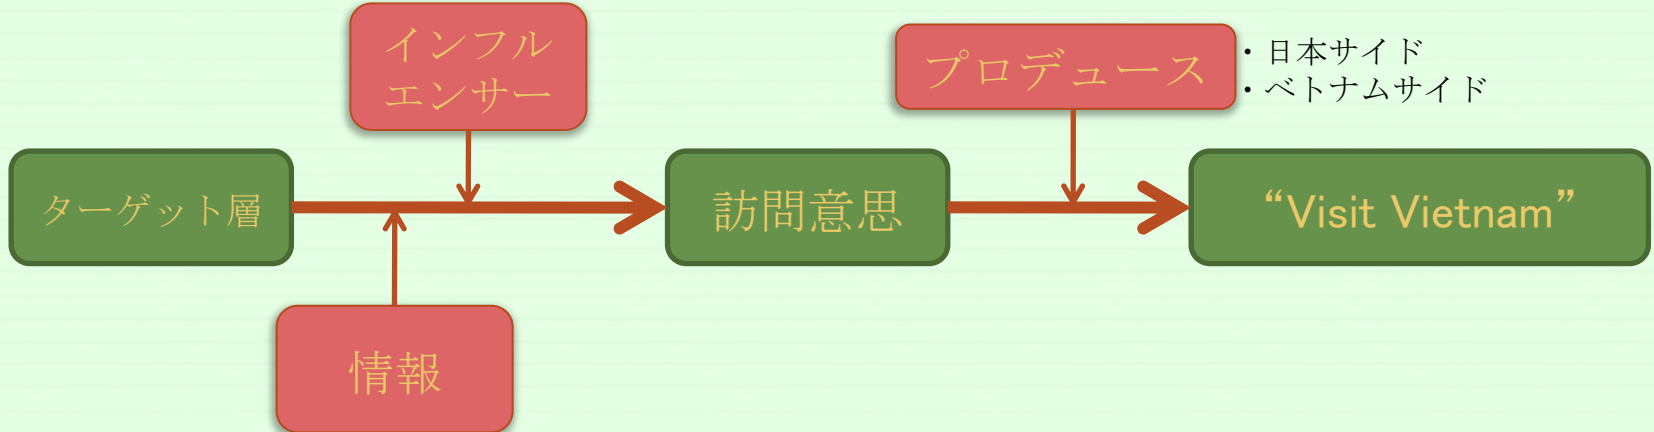 インフル
エンサー
プロデュース
・日本サイド
・ベトナムサイド
ターゲット層
訪問意思
“Visit Vietnam”
情報